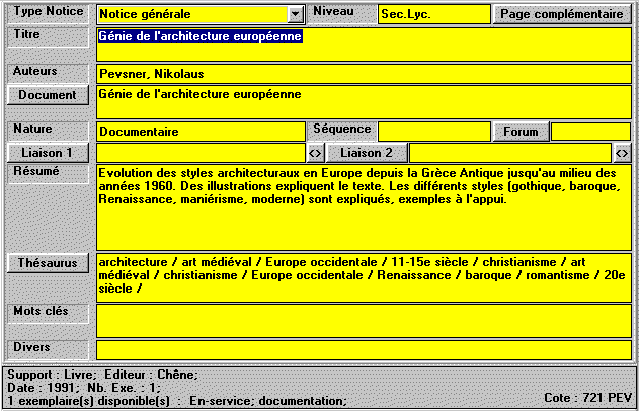 Type Notice Notice générale Niveau Sec.Lyc. Page complémentaire
Titre Génie de l'architecture européenne
Auteurs Pevsner, Nikolaus
Document Génie de l'architecture européenne
Nature Documentaire Séquence Forum
Liaison 1 <> Liaison 2 <>
Résumé Evolution des styles architecturaux en Europe depuis la Grèce Antique jusqu'au milieu des
années 1960. Des illustrations expliquent le texte. Les différents styles (gothique, baroque,
Renaissance, maniérisme, moderne) sont expliqués, exemples à l'appui.
Thésaurus architecture / art médiéval / Europe occidentale / 11-15e siècle / christianisme / art
médiéval / christianisme / Europe occidentale / Renaissance / baroque / romantisme / 20e
siècle /
Mots clés
Divers
Support : Livre; Editeur : Chêne;
Date : 1991; Nb. Exe. : 1;
1 exemplaire(s) disponible(s) : En-service; documentation; Cote : 721 PEV